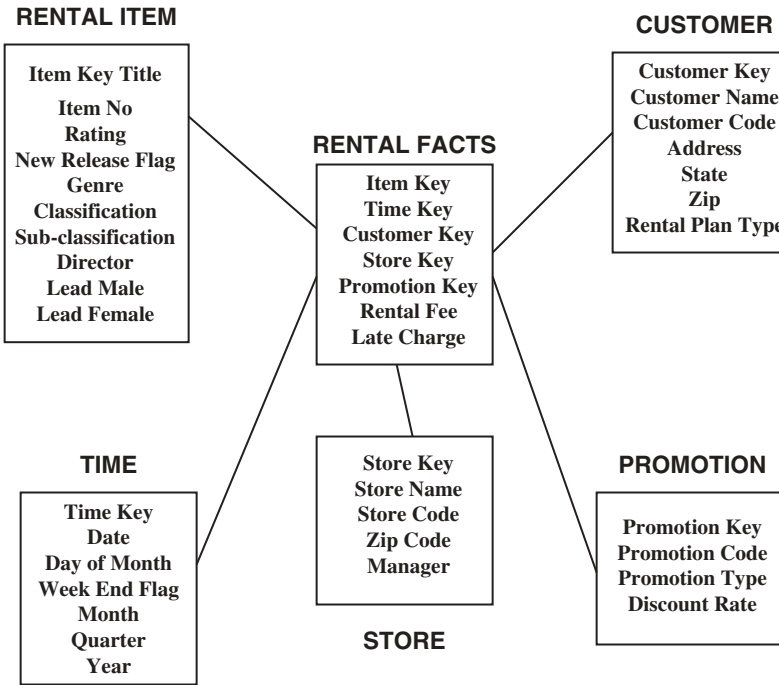 RENTAL ITEM
Item Key Title
Item No
Rating
New Release Flag
Genre
Classification
Sub-classification
Director
Lead Male
Lead Female
RENTAL FACTS
Item Key
Time Key
Customer Key
Store Key
Promotion Key
Rental Fee
Late Charge
CUSTOMER
Customer Key
Customer Name
Customer Code
Address
State
Zip
Rental Plan Type
TIME
Time Key
Date
Day of Month
Week End Flag
Month
Quarter
Year
Store Key
Store Name
Store Code
Zip Code
Manager
STORE
PROMOTION
Promotion Key
Promotion Code
Promotion Type
Discount Rate